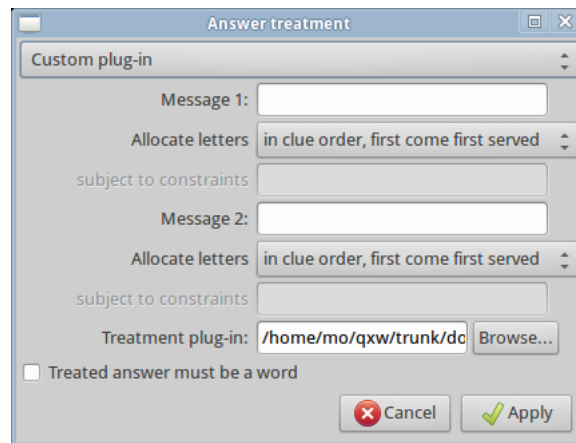 Answer treatment
Custom plug-in
Message 1:
Allocate letters in clue order, first come first served
subject to constraints
Message 2:
Allocate letters in clue order, first come first served
subject to constraints
Treatment plug-in: /home/mo/qxw/trunk/do Browse...
Treated answer must be a word
Cancel Apply